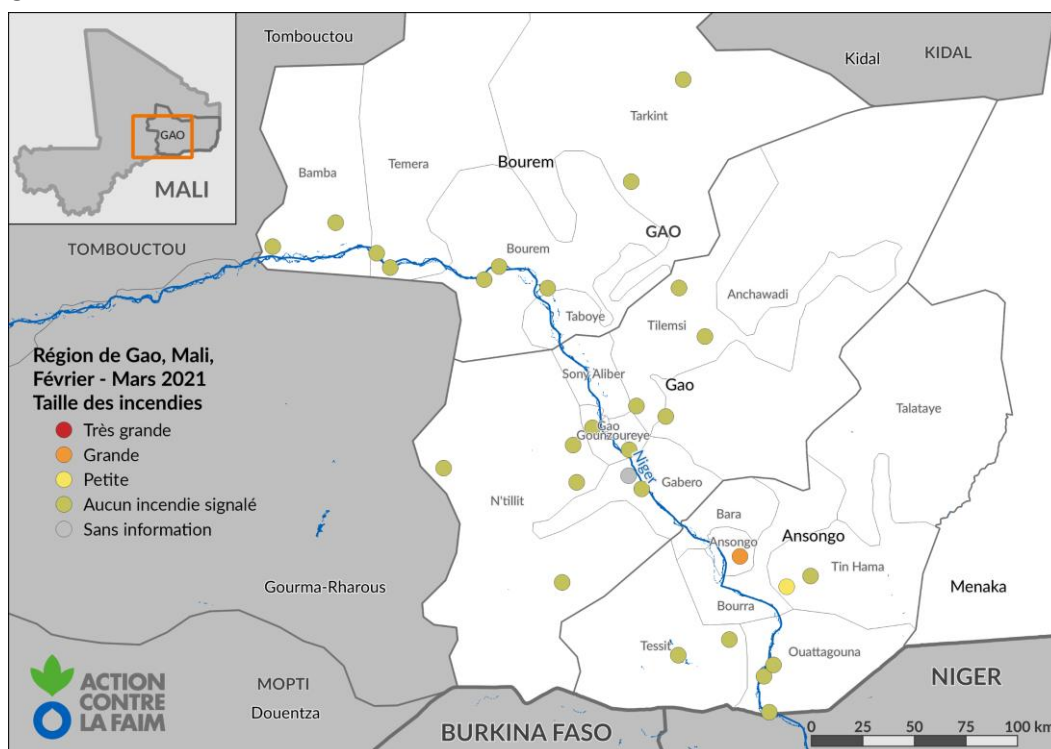 Tombouctou
Kidal
KIDAL
Tarkint
GAO
MALI
Bamba
Temera
Bourem
TOMBOUCTOU
GAO
Bourem
Anchawadi
Taboye
Tilemsi
Région de Gao, Mali,
Février - Mars 2021
Taille des incendies
Très grande
Grande
Petite
Aucun incendie signalé
Sans information
Sony Aliber
Gao
Talataye
Gao
Gounzoureye
Niger
N'tillit
Gabero
Bara
Ansongo
Ansongo
Tin Hama
Gourma-Rharous
Menaka
Bourra
Tessit
Ouattagouna
ACTION
CONTRE
LA FAIM
MOPTI
Douentza
NIGER
BURKINA FASO
0 25 50 75 100 km